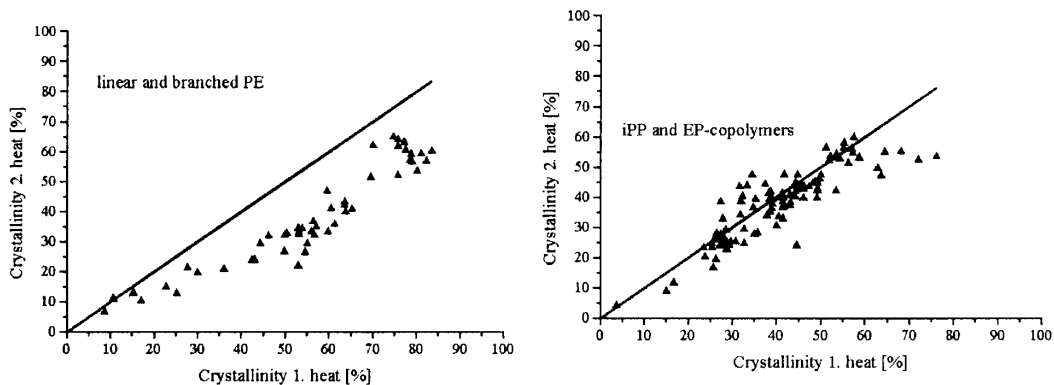 100
90
80
70
60
50
40
30
20
10
0
Crystallinity 2. heat [%]
linear and branched PE
0 10 20 30 40 50 60 70 80 90 100
Crystallinity 1. heat [%]
100
90
80
70
60
50
40
30
20
10
0
Crystallinity 2. heat [%]
iPP and EP-copolymers
0 10 20 30 40 50 60 70 80 90 100
Crystallinity 1. heat [%]